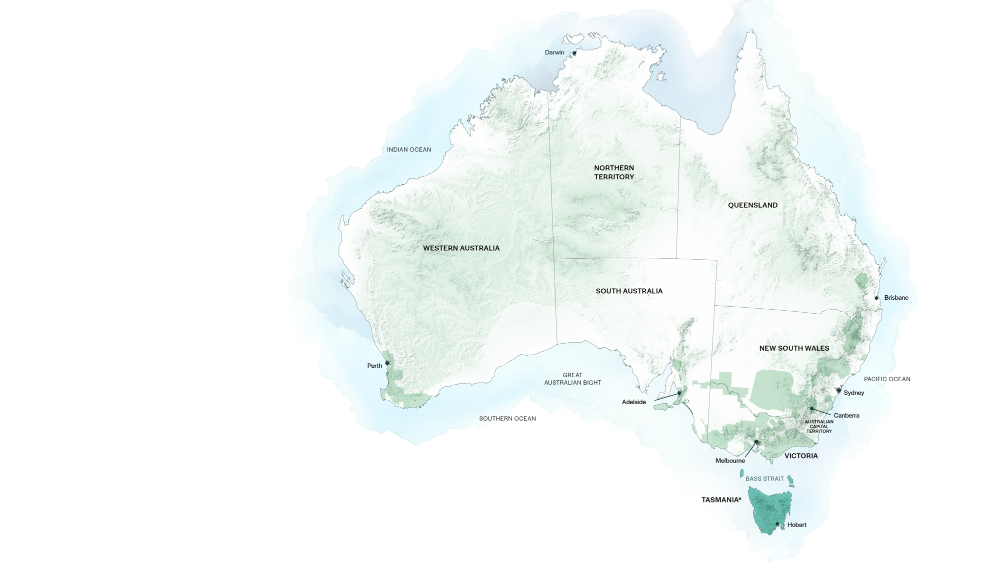 Darwin
INDIAN OCEAN
NORTHERN
TERRITORY
QUEENSLAND
WESTERN AUSTRALIA
SOUTH AUSTRALIA
Brisbane
NEW SOUTH WALES
Perth
GREAT
AUSTRALIAN BIGHT
PACIFIC OCEAN
Sydney
Adelaide
SOUTHERN OCEAN
Canberra
AUSTRALIAN
CAPITAL
TERRITORY
VICTORIA
Melbourne
BASS STRAIT
TASMANIA*
Hobart